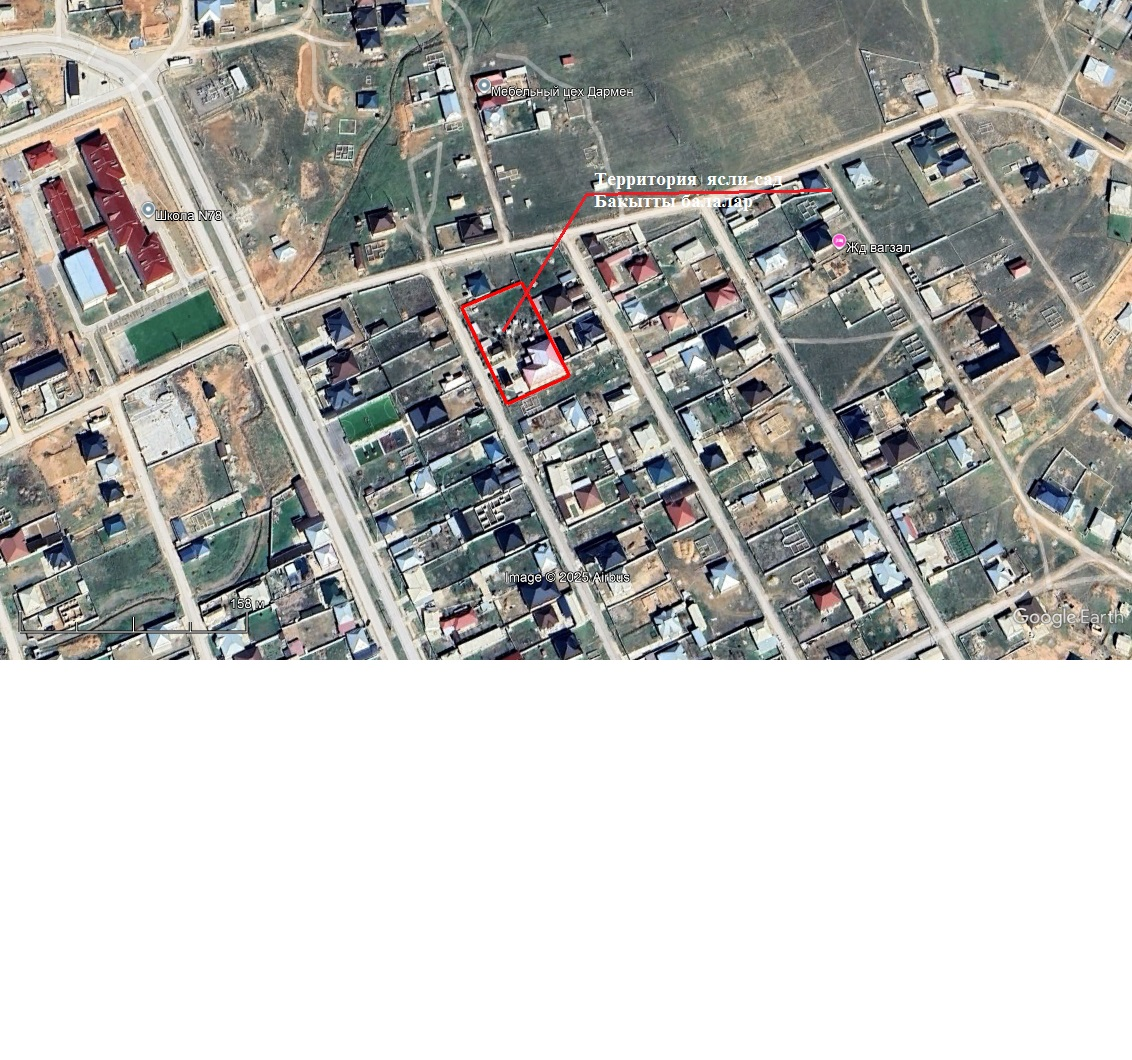 Мебельный цех Дармен
Территория ясли-сад
Бакытты балалар
Школа N78
Жд вагзал
Image © 2025 Airbus
158 м
Google Earth